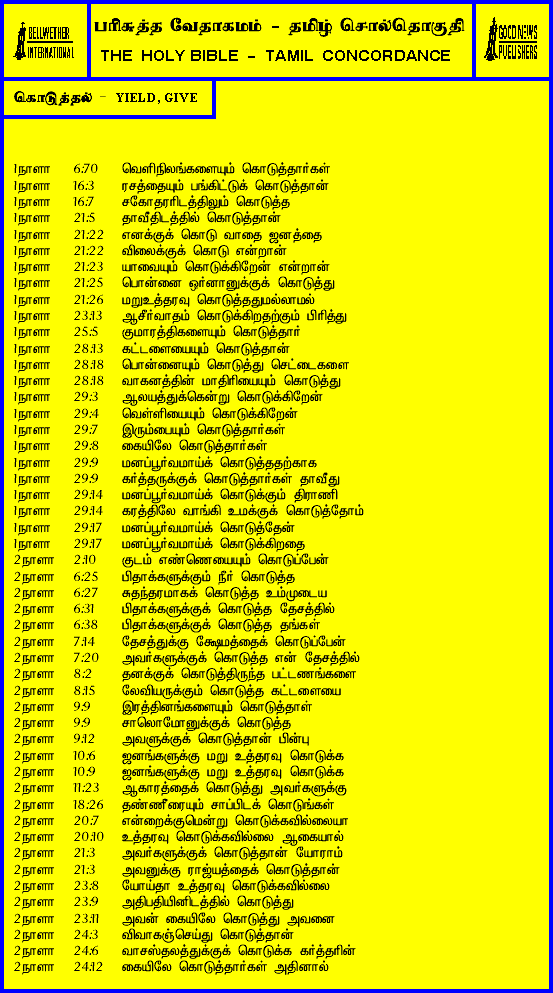 BELLWETHER INTERNATIONAL
பரிசுத்த வேதாகமம் - தமிழ் சொல்தொகுதி
THE HOLY BIBLE - TAMIL CONCORDANCE
GOOD NEWS PUBLISHERS
கொடுத்தல் - YIELD, GIVE
1நாளா 6:70 வெளிநிலங்களையும் கொடுத்தார்கள்
1நாளா 16:3 ரசத்தையும் பங்கிட்டுக் கொடுத்தான்
1நாளா 16:7 சகோதரரிடத்திலும் கொடுத்த
1நாளா 21:5 தாவீதிடத்தில் கொடுத்தான்
1நாளா 21:22 எனக்குக் கொடு வாதை ஜனத்தை
1நாளா 21:22 விலைக்குக் கொடு என்றான்
1நாளா 21:23 யாவையும் கொடுக்கிறேன் என்றான்
1நாளா 21:25 பொன்னை ஒர்னானுக்குக் கொடுத்து
1நாளா 21:26 மறுஉத்தரவு கொடுத்ததுமல்லாமல்
1நாளா 23:13 ஆசீர்வாதம் கொடுக்கிறதற்கும் பிரித்து
1நாளா 25:5 குமாரத்திகளையும் கொடுத்தார்
1நாளா 28:13 கட்டளையையும் கொடுத்தான்
1நாளா 28:18 பொன்னையும் கொடுத்து செட்டைகளை
1நாளா 28:18 வாகனத்தின் மாதிரியையும் கொடுத்து
1நாளா 29:3 ஆலயத்துக்கென்று கொடுக்கிறேன்
1நாளா 29:4 வெள்ளியையும் கொடுக்கிறேன்
1நாளா 29:7 இரும்பையும் கொடுத்தார்கள்
1நாளா 29:8 கையிலே கொடுத்தார்கள்
1நாளா 29:9 மனப்பூர்வமாய்க் கொடுத்ததற்காக
1நாளா 29:9 கர்த்தருக்குக் கொடுத்தார்கள் தாவீது
1நாளா 29:14 மனப்பூர்வமாய்க் கொடுக்கும் திராணி
1நாளா 29:14 கரத்திலே வாங்கி உமக்குக் கொடுத்தோம்
1நாளா 29:17 மனப்பூர்வமாய்க் கொடுத்தேன்
1நாளா 29:17 மனப்பூர்வமாய்க் கொடுக்கிறதை
2நாளா 2:10 குடம் எண்ணெயையும் கொடுப்பேன்
2நாளா 6:25 பிதாக்களுக்கும் நீர் கொடுத்த
2நாளா 6:27 சுதந்தரமாகக் கொடுத்த உம்முடைய
2நாளா 6:31 பிதாக்களுக்குக் கொடுத்த தேசத்தில்
2நாளா 6:38 பிதாக்களுக்குக் கொடுத்த தங்கள்
2நாளா 7:14 தேசத்துக்கு க்ஷேமத்தைக் கொடுப்பேன்
2நாளா 7:20 அவர்களுக்குக் கொடுத்த என் தேசத்தில்
2நாளா 8:2 தனக்குக் கொடுத்திருந்த பட்டணங்களை
2நாளா 8:15 லேவியருக்கும் கொடுத்த கட்டளையை
2நாளா 9:9 இரத்தினங்களையும் கொடுத்தாள்
2நாளா 9:9 சாலொமோனுக்குக் கொடுத்த
2நாளா 9:12 அவளுக்குக் கொடுத்தான் பின்பு
2நாளா 10:6 ஜனங்களுக்கு மறு உத்தரவு கொடுக்க
2நாளா 10:9 ஜனங்களுக்கு மறு உத்தரவு கொடுக்க
2நாளா 11:23 ஆகாரத்தைக் கொடுத்து அவர்களுக்கு
2நாளா 18:26 தண்ணீரையும் சாப்பிடக் கொடுங்கள்
2நாளா 20:7 என்றைக்குமென்று கொடுக்கவில்லையா
2நாளா 20:10 உத்தரவு கொடுக்கவில்லை ஆகையால்
2நாளா 21:3 அவர்களுக்குக் கொடுத்தான் யோராம்
2நாளா 21:3 அவனுக்கு ராஜ்யத்தைக் கொடுத்தான்
2நாளா 23:8 யோய்தா உத்தரவு கொடுக்கவில்லை
2நாளா 23:9 அதிபதியினிடத்தில் கொடுத்து
2நாளா 23:11 அவன் கையிலே கொடுத்து அவனை
2நாளா 24:3 விவாகஞ்செய்து கொடுத்தான்
2நாளா 24:6 வாசஸ்தலத்துக்குக் கொடுக்க கர்த்தரின்
2நாளா 24:12 கையிலே கொடுத்தார்கள் அதினால்